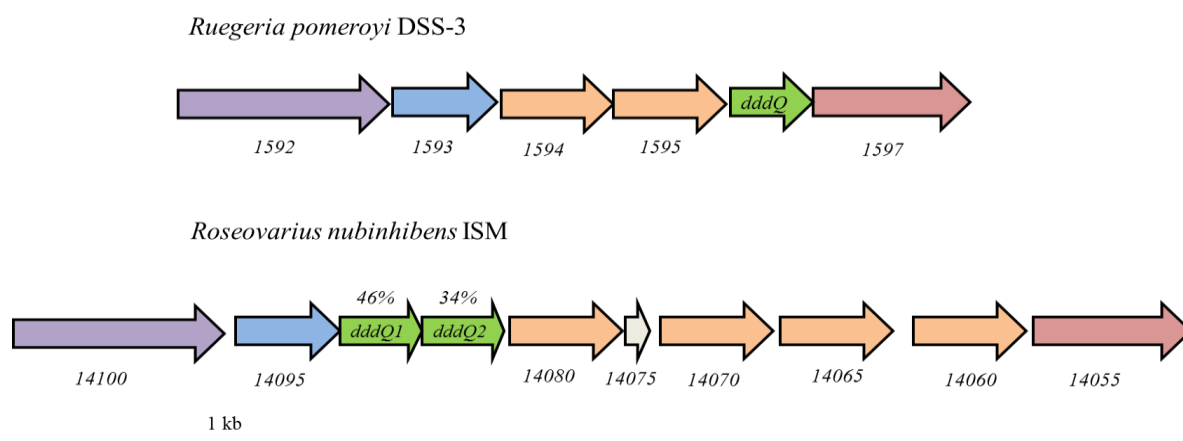 Ruegeria pomeroyi DSS-3
dddQ
1592 1593 1594 1595 1597
Roseovarius nubinhibens ISM
46% 34%
dddQ1 dddQ2
14100 14095 14080 14075 14070 14065 14060 14055
1 kb